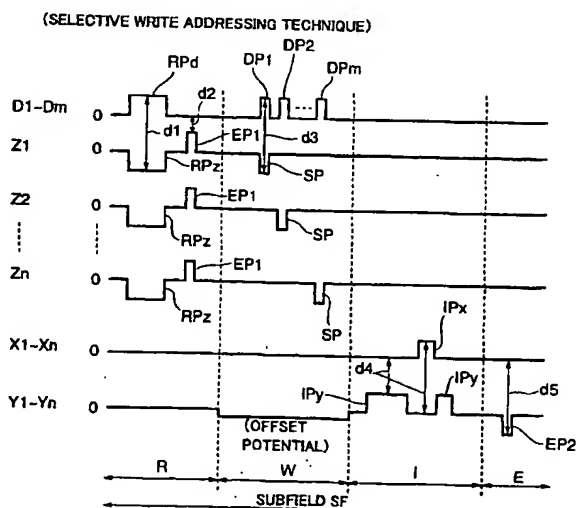 (SELECTIVE WRITE ADDRESSING TECHNIQUE)
RPd
DP1
DP2
DPm
D1~Dm 0
d1
d2
d3
Z1 0
EP1
RPz
SP
Z2 0
EP1
RPz
SP
Zn 0
EP1
RPz
SP
X1~Xn 0
IPx
d4
d5
Y1~Yn 0
IPy
IPy
(OFFSET
POTENTIAL)
EP2
R W I E
SUBFIELD SF